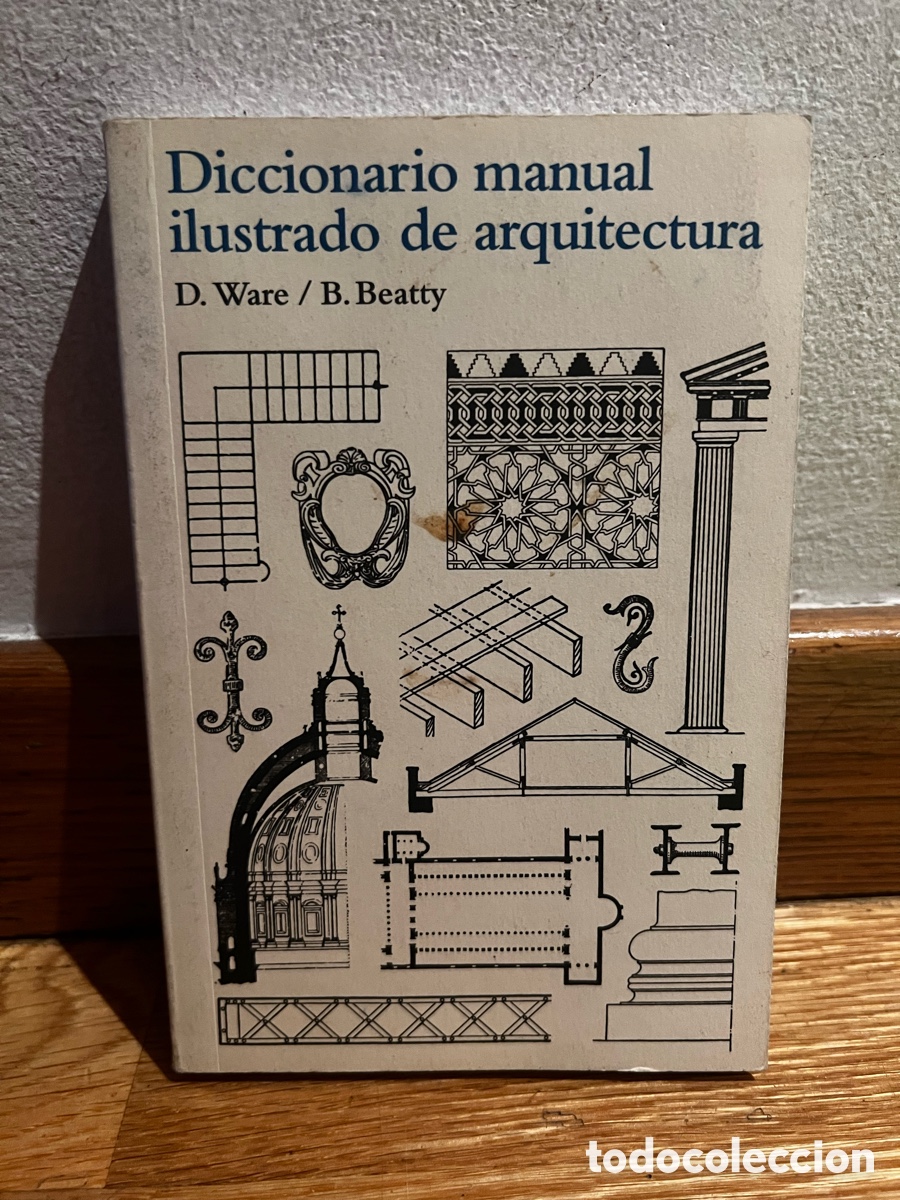 Diccionario manual
ilustrado de arquitectura
D. Ware / B. Beatty
todocoleccion